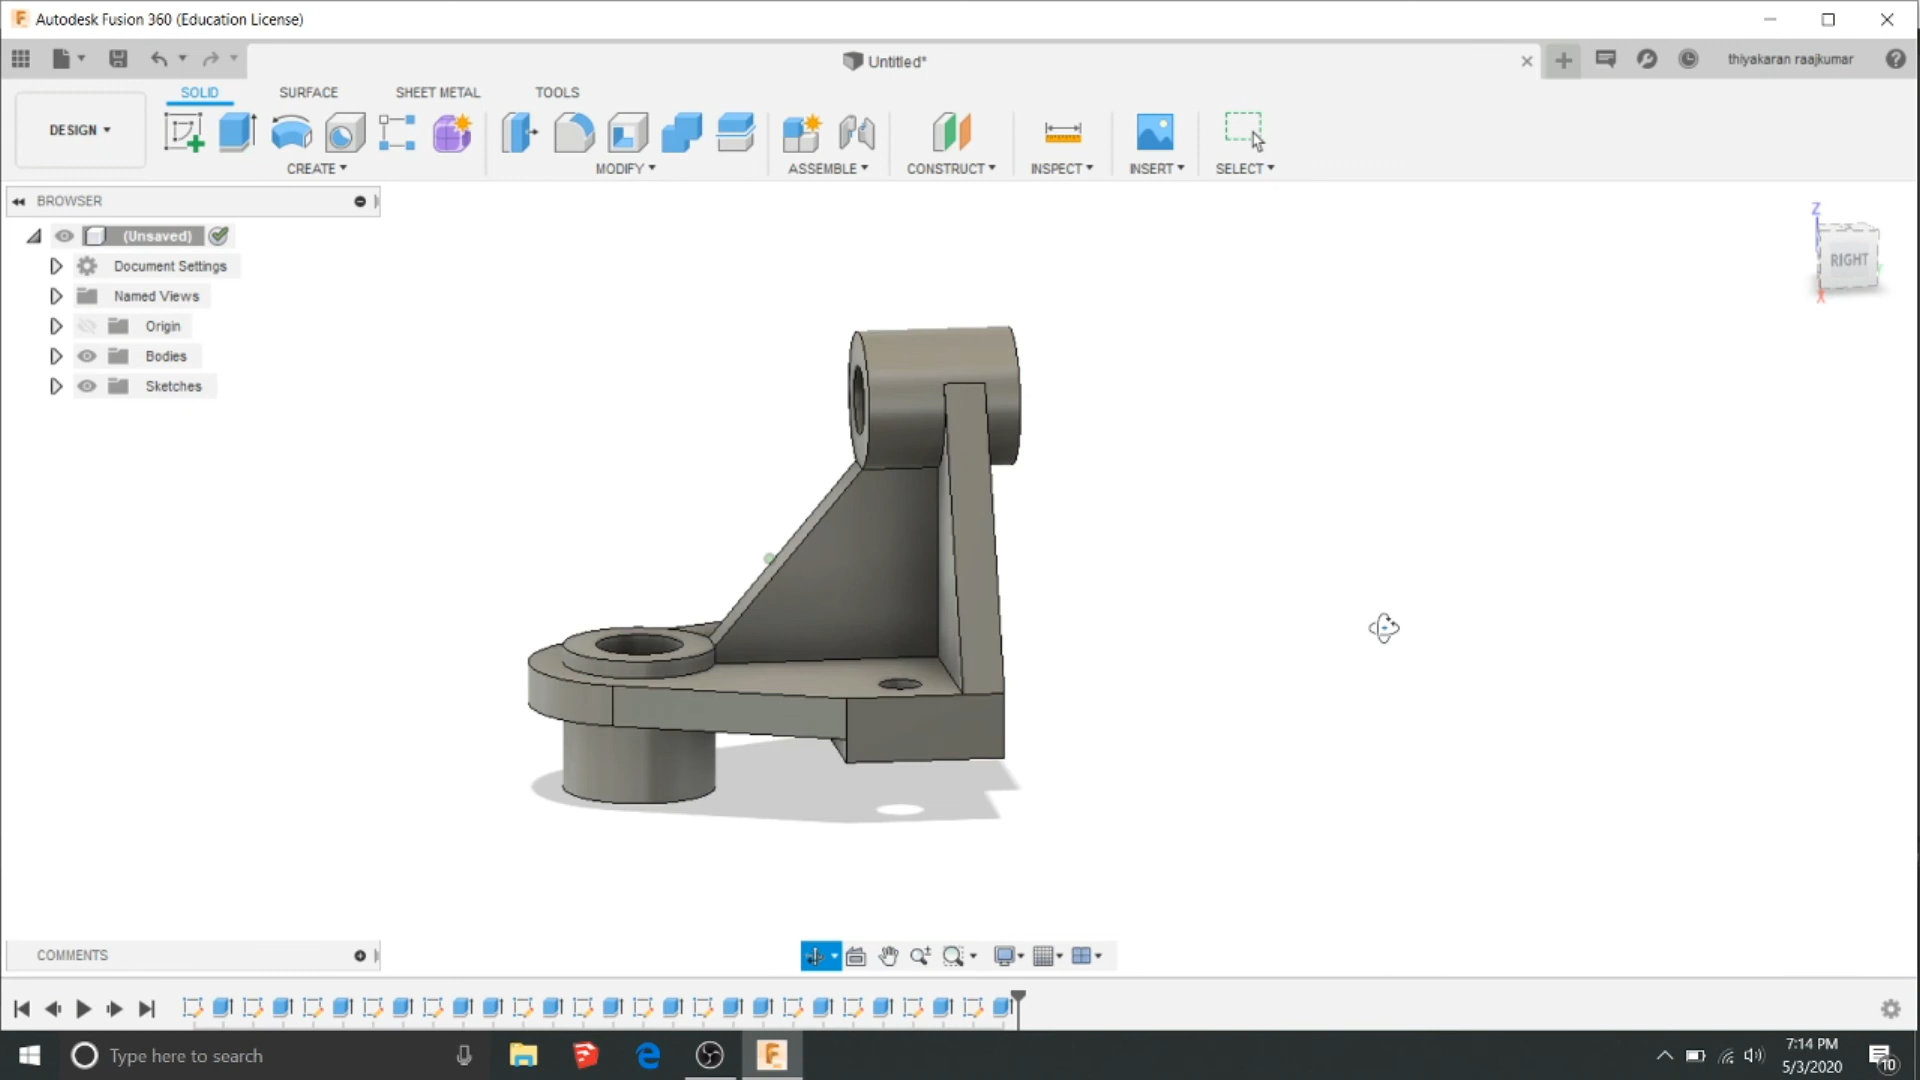 Autodesk Fusion 360 (Education License)
Untitled*
thiyakaran raajkumar
SOLID SURFACE SHEET METAL TOOLS
DESIGN
CREATE MODIFY ASSEMBLE CONSTRUCT INSPECT INSERT SELECT
BROWSER
(Unsaved)
Document Settings
Named Views
Origin
Bodies
Sketches
Z
RIGHT
X
COMMENTS
Type here to search
7:14 PM
5/3/2020
10